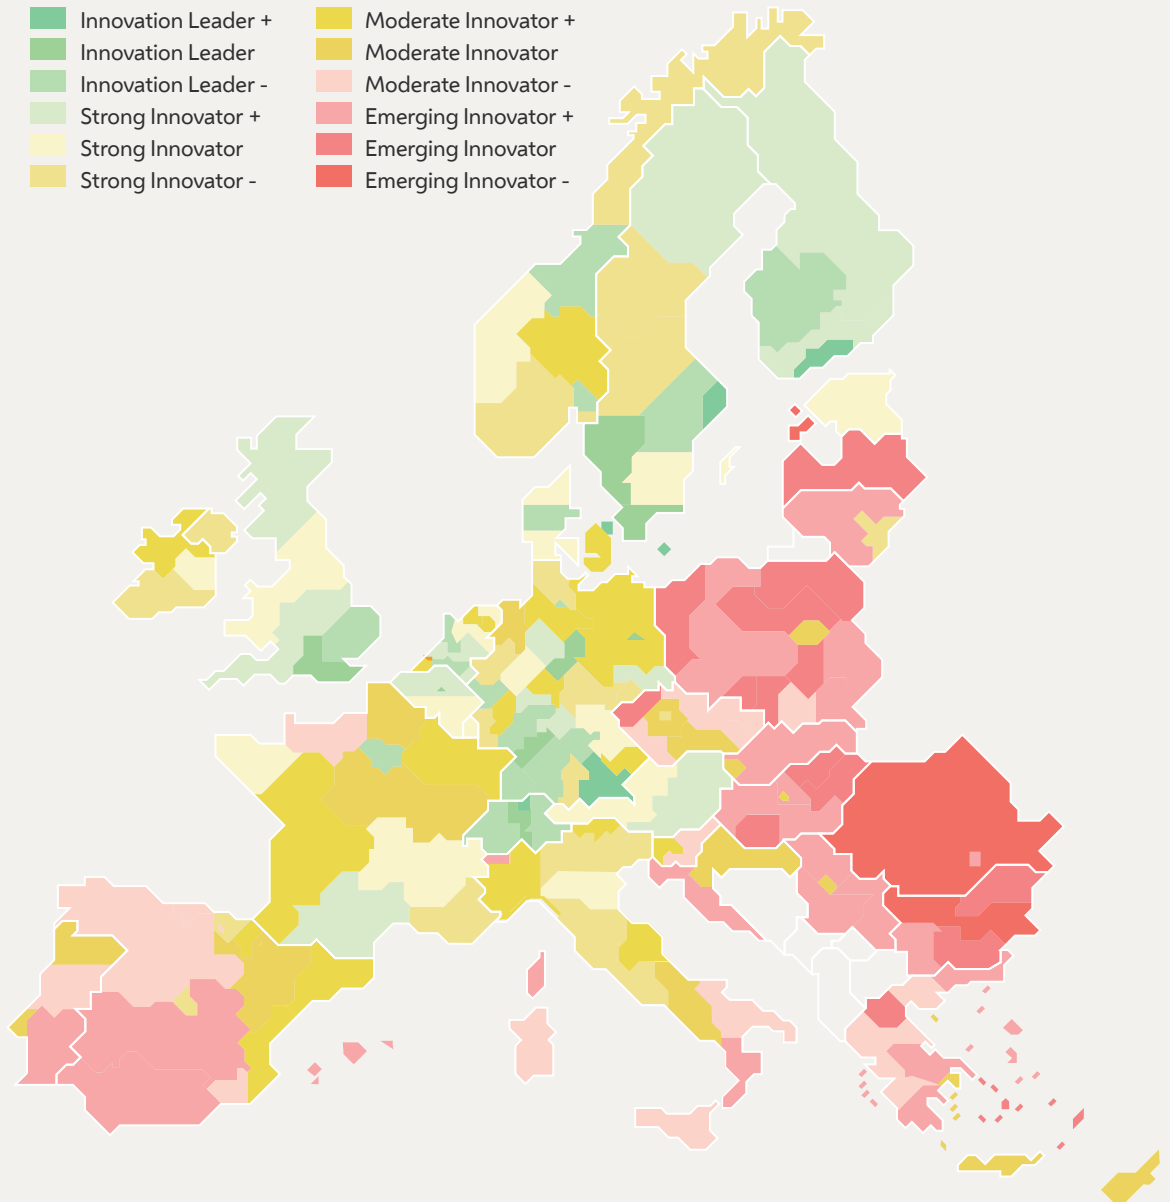 Innovation Leader +
Innovation Leader
Innovation Leader -
Strong Innovator +
Strong Innovator
Strong Innovator -
Moderate Innovator +
Moderate Innovator
Moderate Innovator -
Emerging Innovator +
Emerging Innovator
Emerging Innovator -